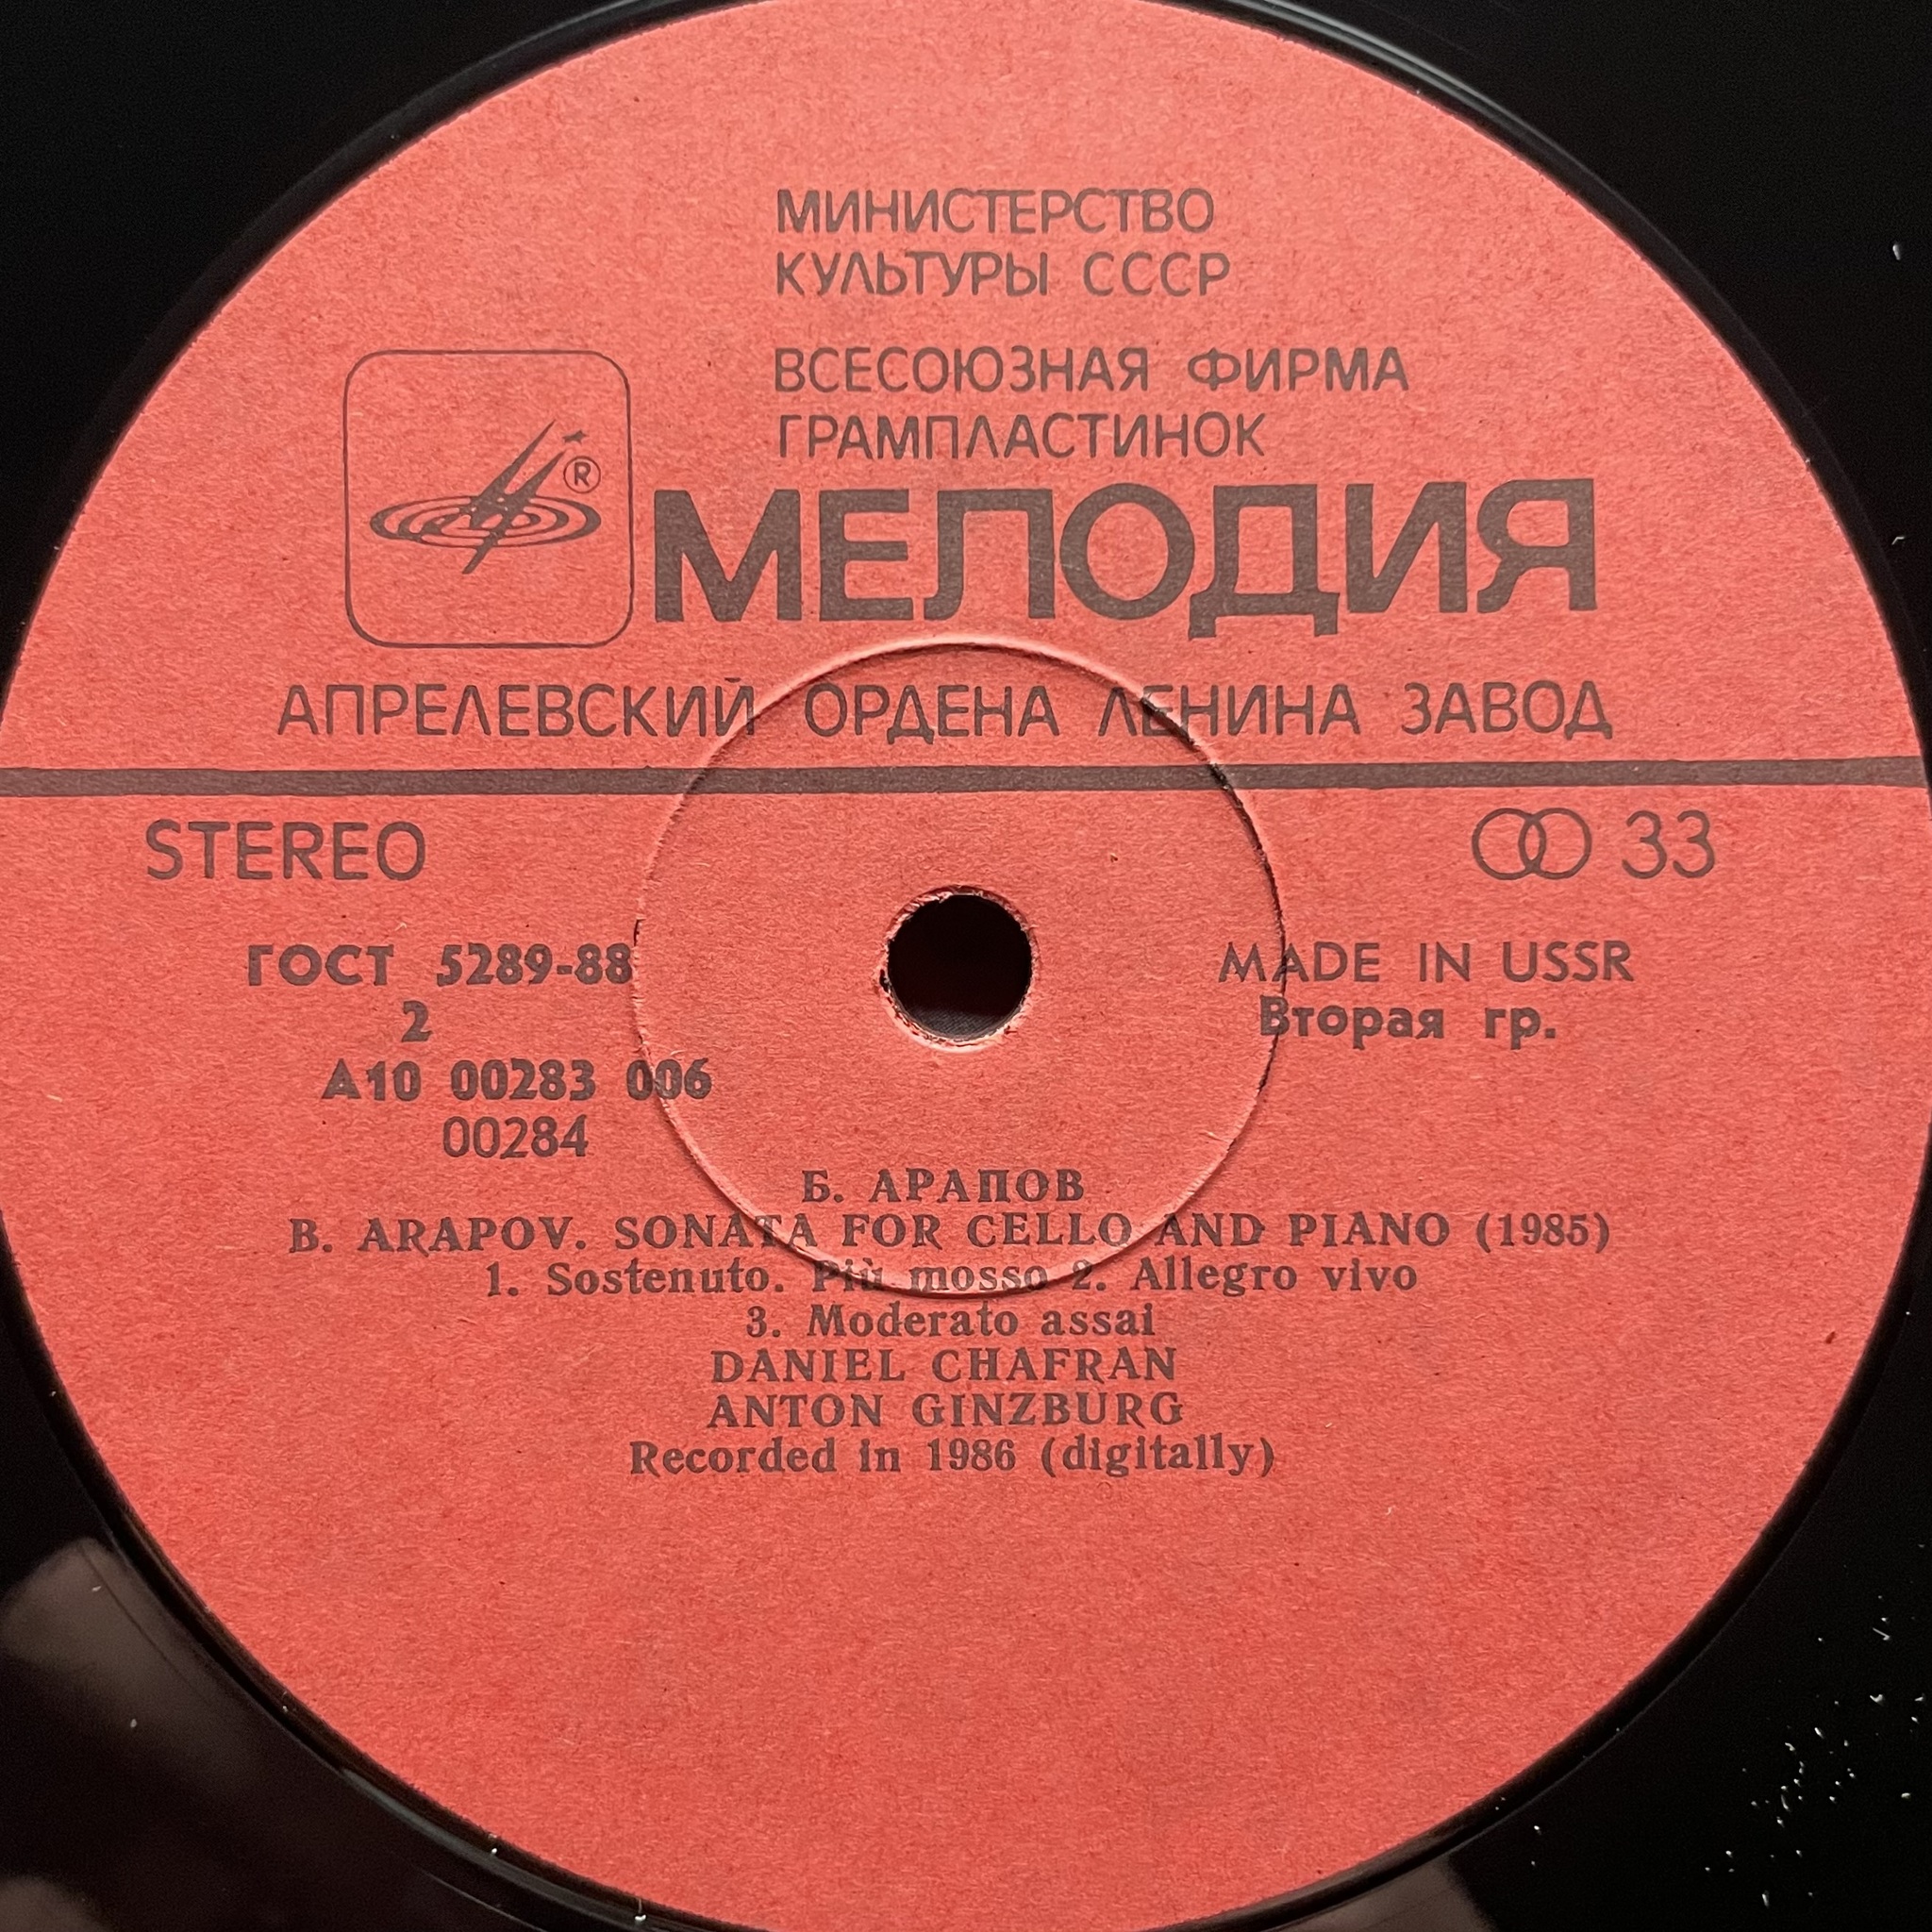 МИНИСТЕРСТВО
КУЛЬТУРЫ СССР
ВСЕСОЮЗНАЯ ФИРМА
ГРАМПЛАСТИНОК
®
МЕЛОДИЯ
АПРЕЛЕВСКИЙ ОРДЕНА ЛЕНИНА ЗАВОД
STEREO
33
ГОСТ 5289-88
MADE IN USSR
2
Вторая гр.
А10 00283 006
00284
Б. АРАПОВ
B. ARAPOV. SONATA FOR CELLO AND PIANO (1985)
1. Sostenuto. Più mosso 2. Allegro vivo
3. Moderato assai
DANIEL CHAFRAN
ANTON GINZBURG
Recorded in 1986 (digitally)